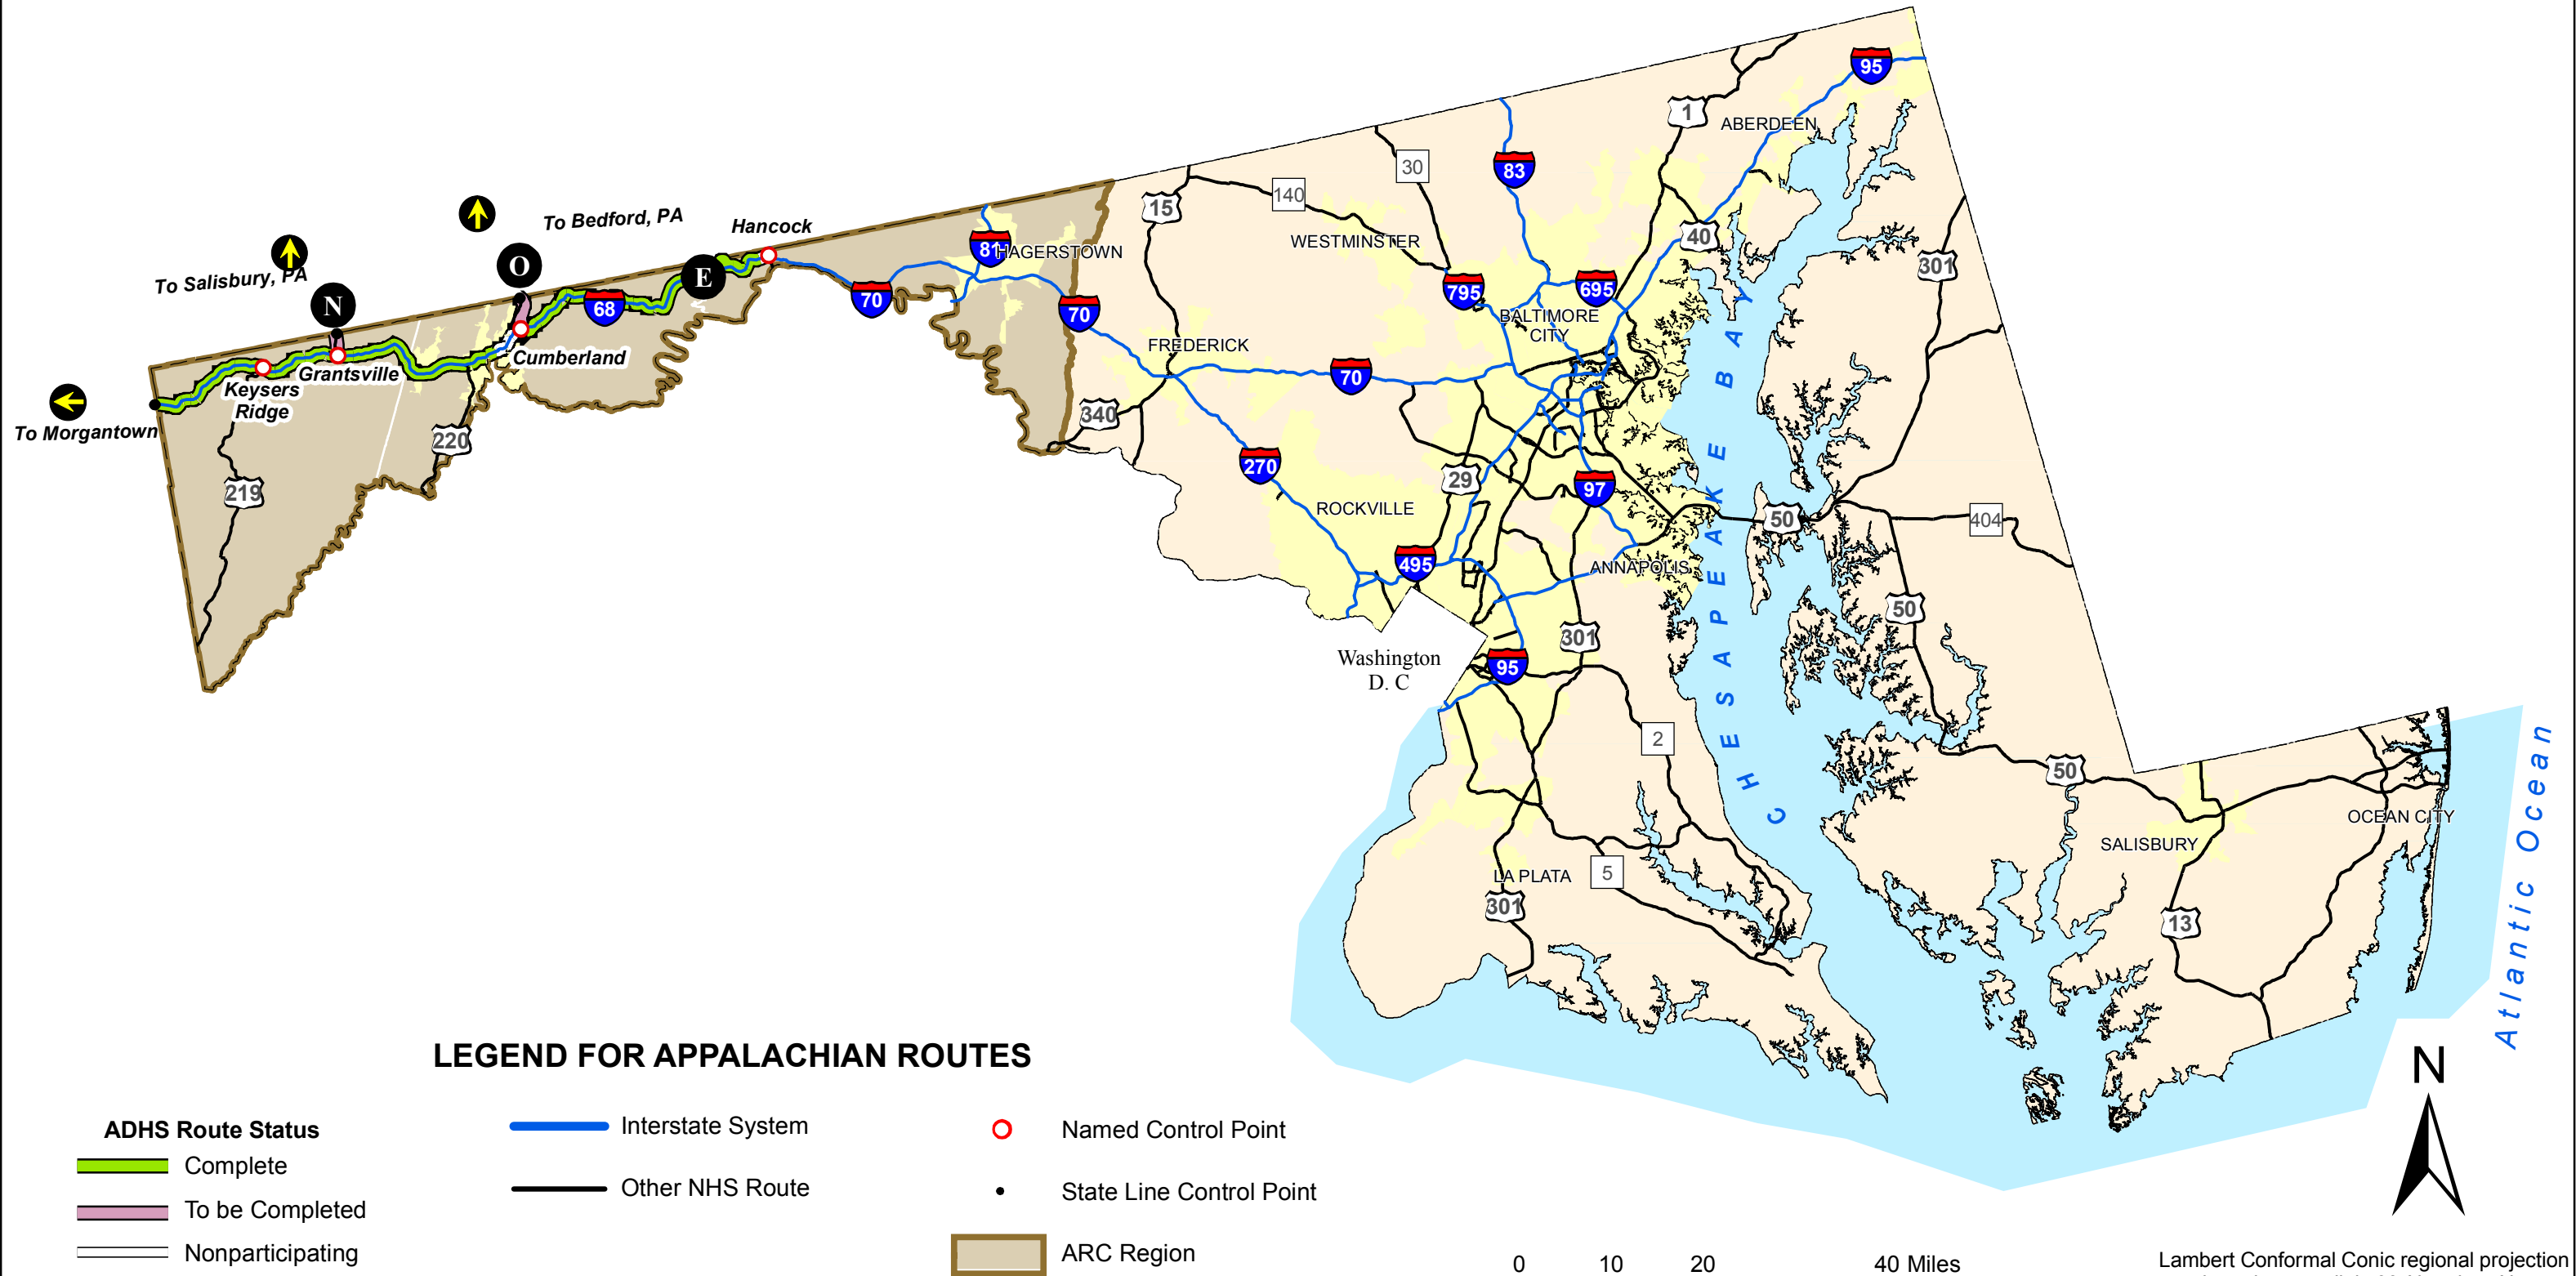 95
1
ABERDEEN
30
83
140
15
WESTMINSTER
40
To Bedford, PA
Hancock
81
HAGERSTOWN
O
E
To Salisbury, PA
N
68
70
70
795
695
BALTIMORE
CITY
301
FREDERICK
Cumberland
Grantsville
Keysers
Ridge
70
To Morgantown
340
220
219
270
29
97
ROCKVILLE
50
404
CHESAPEAKE BAY
495
ANNAPOLIS
50
301
Washington
D. C
95
2
50
OCEAN CITY
SALISBURY
LA PLATA
5
301
13
Atlantic Ocean
N
LEGEND FOR APPALACHIAN ROUTES
ADHS Route Status
Complete
To be Completed
Nonparticipating
Interstate System
Other NHS Route
Named Control Point
State Line Control Point
ARC Region
0 10 20 40 Miles
Lambert Conformal Conic regional projection